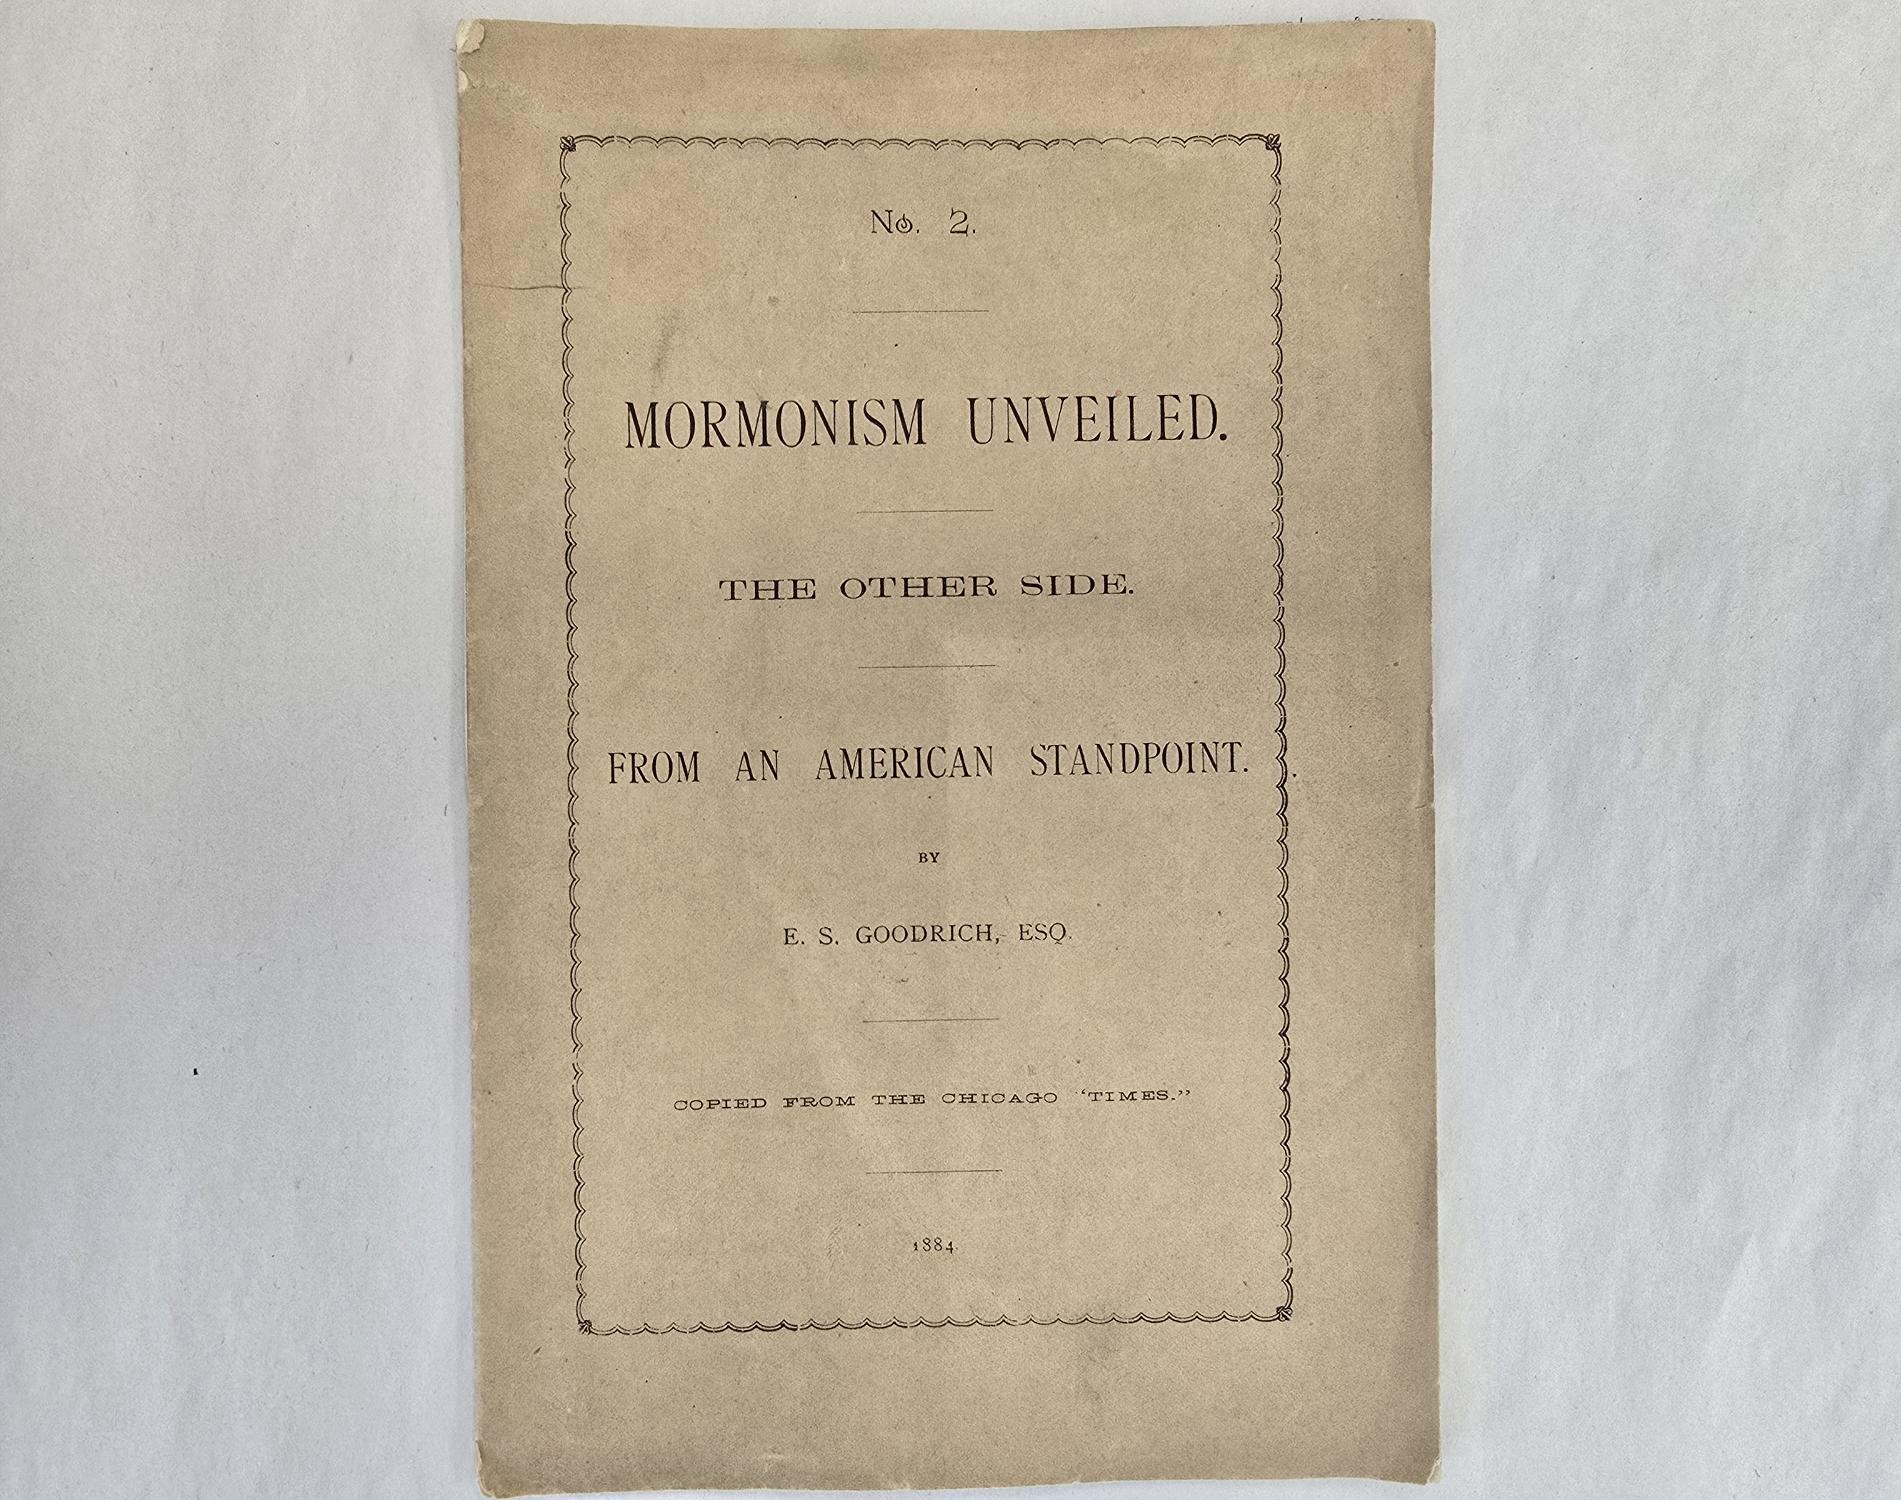 No. 2.
MORMONISM UNVEILED.
THE OTHER SIDE.
FROM AN AMERICAN STANDPOINT.
BY
E. S. GOODRICH, ESQ.
COPIED FROM THE CHICAGO "TIMES."
1884.